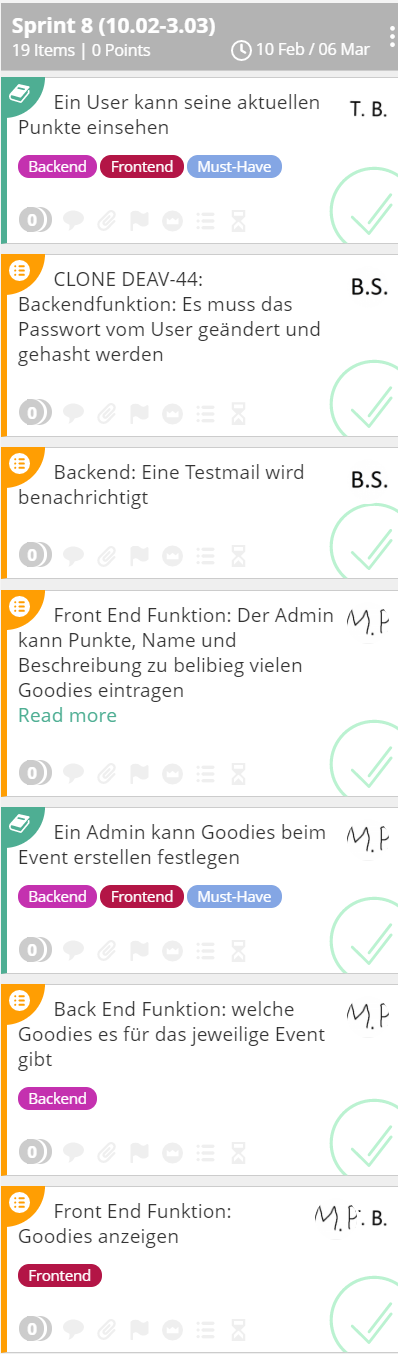 Sprint 8 (10.02-3.03)
19 Items | 0 Points
10 Feb / 06 Mar
Ein User kann seine aktuellen
Punkte einsehen
T. B.
Backend Frontend Must-Have
0
CLONE DEAV-44:
Backendfunktion: Es muss das
Passwort vom User geändert und
gehasht werden
B.S.
0
Backend: Eine Testmail wird
benachrichtigt
B.S.
0
Front End Funktion: Der Admin
kann Punkte, Name und
Beschreibung zu belibieg vielen
Goodies eintragen
Read more
M.P
0
Ein Admin kann Goodies beim
Event erstellen festlegen
M.P
Backend Frontend Must-Have
0
Back End Funktion: welche
Goodies es für das jeweilige Event
gibt
M.P
Backend
0
Front End Funktion:
Goodies anzeigen
M.P. B.
Frontend
0